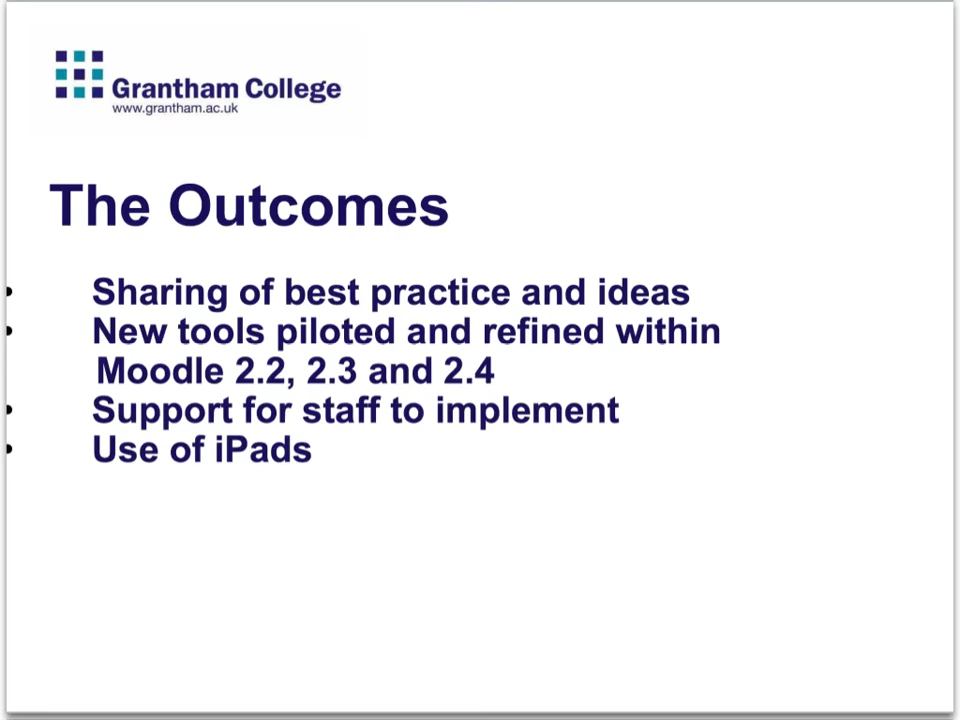 Grantham College
www.grantham.ac.uk
The Outcomes
• Sharing of best practice and ideas
• New tools piloted and refined within
Moodle 2.2, 2.3 and 2.4
• Support for staff to implement
• Use of iPads